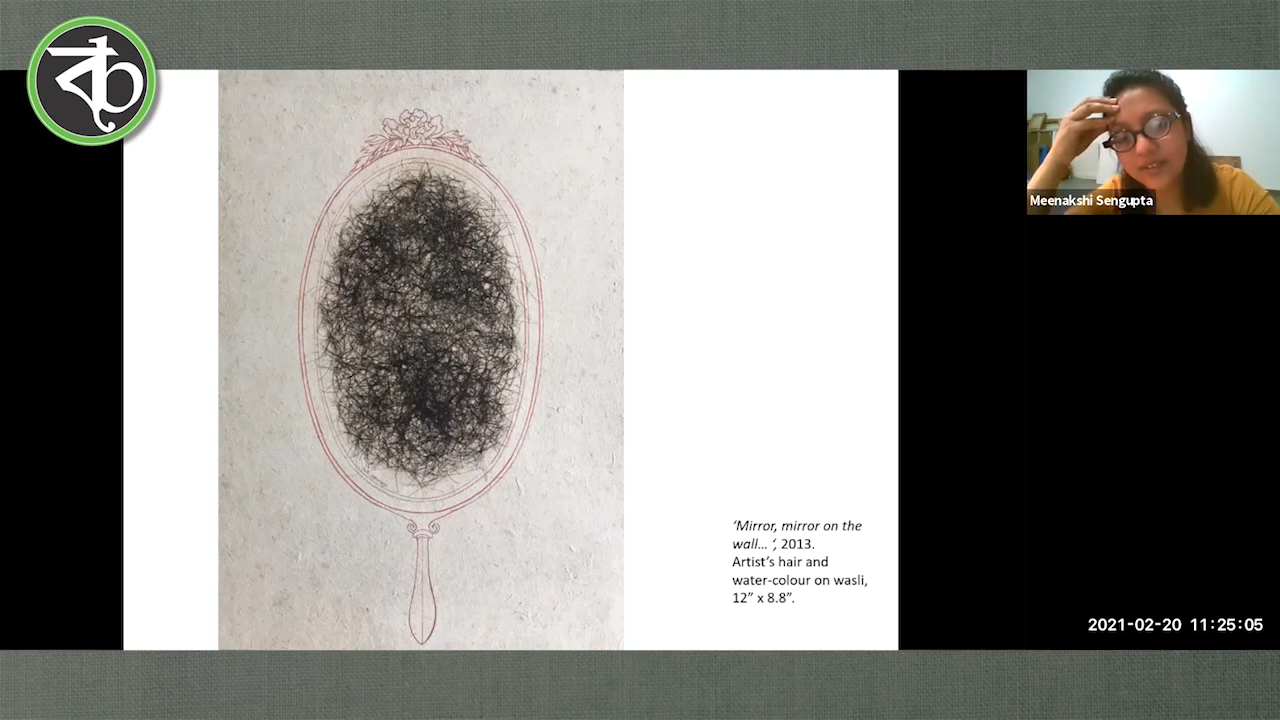 Meenakshi Sengupta
‘Mirror, mirror on the
wall... ‘, 2013.
Artist’s hair and
water-colour on wasli,
12” x 8.8”.
2021-02-20 11:25:05